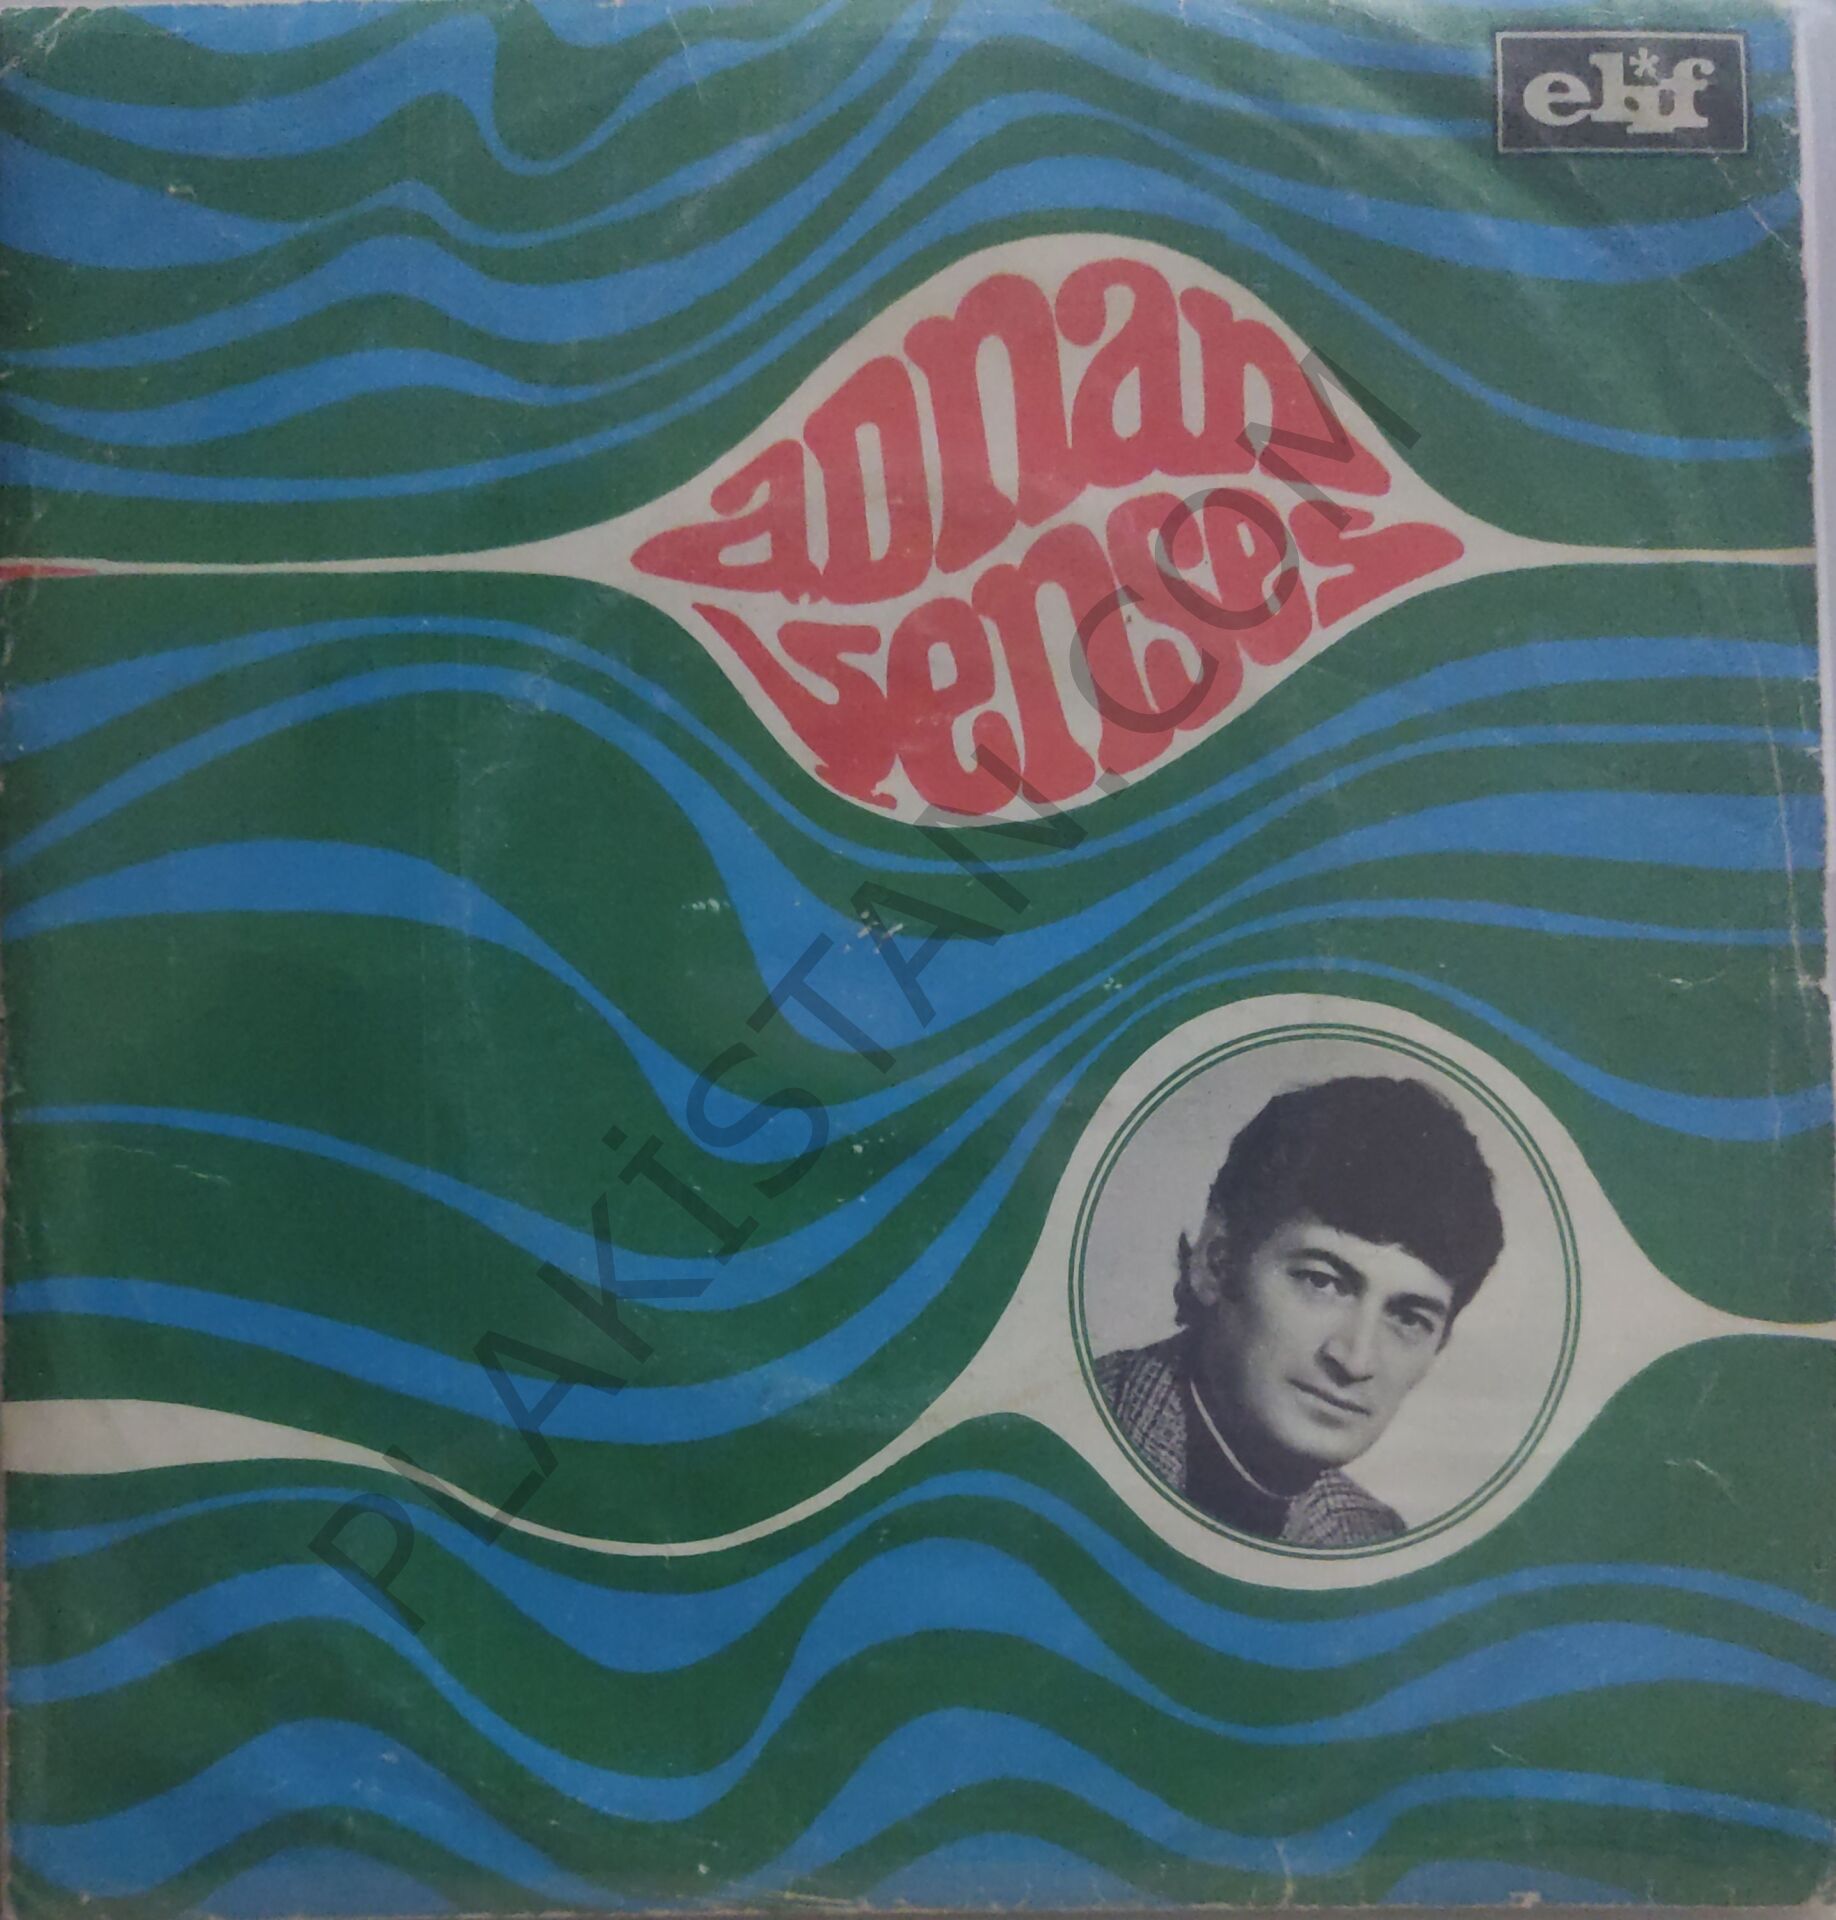 elif
aDnan
şenses
PLAKİSTAN.COM